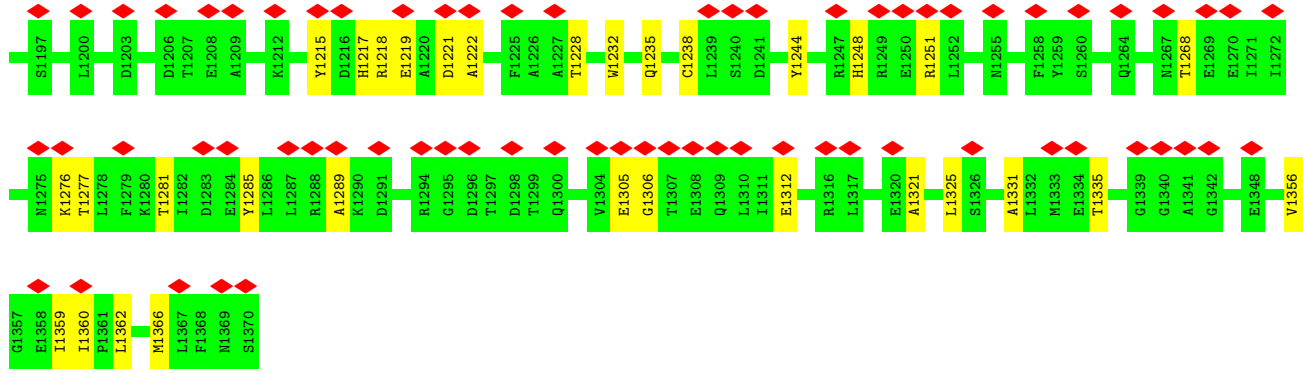 S1197 L1200 D1203 D1206 T1207 E1208 A1209 K1212 Y1215 D1216 H1217 R1218 E1219 A1220 D1221 A1222 F1225 A1226 A1227 T1228 W1232 Q1235 C1238 L1239 S1240 D1241 Y1244 R1247 H1248 R1249 E1250 R1251 L1252 N1255 F1258 Y1259 S1260 Q1264 N1267 T1268 E1269 E1270 I1271 I1272
N1275 K1276 T1277 L1278 F1279 K1280 T1281 I1282 D1283 E1284 Y1285 L1286 L1287 R1288 A1289 K1290 D1291 R1294 G1295 D1296 T1297 D1298 T1299 Q1300 V1304 E1305 G1306 T1307 E1308 Q1309 L1310 I1311 E1312 R1316 L1317 E1320 A1321 L1325 S1326 A1331 L1332 M1333 E1334 T1335 G1339 G1340 A1341 G1342 E1348 V1356
G1357 E1358 I1359 I1360 P1361 L1362 M1366 L1367 F1368 N1369 S1370